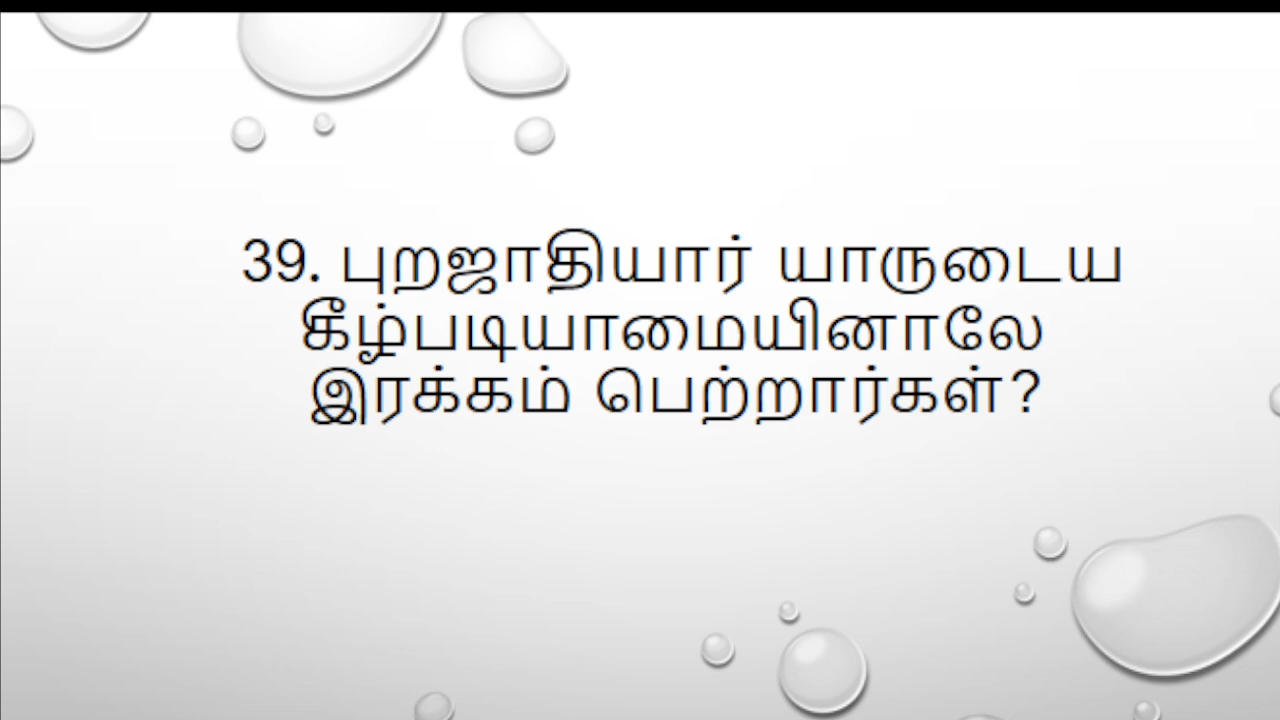 39. புறஜாதியார் யாருடைய
கீழ்படியாமையினாலே
இரக்கம் பெற்றார்கள்?